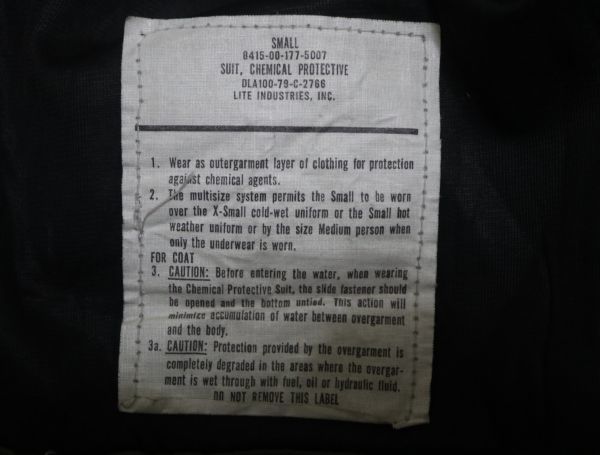 SMALL
8415-00-177-5007
SUIT, CHEMICAL PROTECTIVE
DLA100-79-C-2766
LITE INDUSTRIES, INC.
1. Wear as outergarment layer of clothing for protection
against chemical agents.
2. The multisize system permits the Small to be worn
over the X-Small cold-wet uniform or the Small hot
weather uniform or by the size Medium person when
only the underwear is worn.
FOR COAT
3. CAUTION: Before entering the water, when wearing
the Chemical Protective Suit, the slide fastener should
be opened and the bottom untied. This action will
minimize accumulation of water between overgarment
and the body.
3a. CAUTION: Protection provided by the overgarment is
completely degraded in the areas where the overgar-
ment is wet through with fuel, oil or hydraulic fluid.
DO NOT REMOVE THIS LABEL